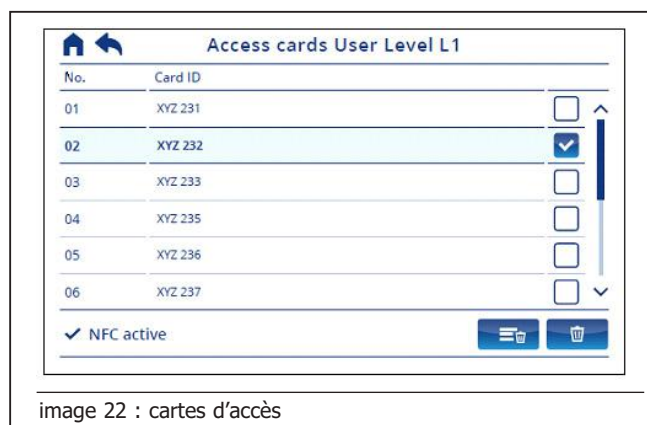 Access cards User Level L1
No. Card ID
01 XYZ 231
02 XYZ 232
03 XYZ 233
04 XYZ 235
05 XYZ 236
06 XYZ 237
NFC active
image 22 : cartes d’accès